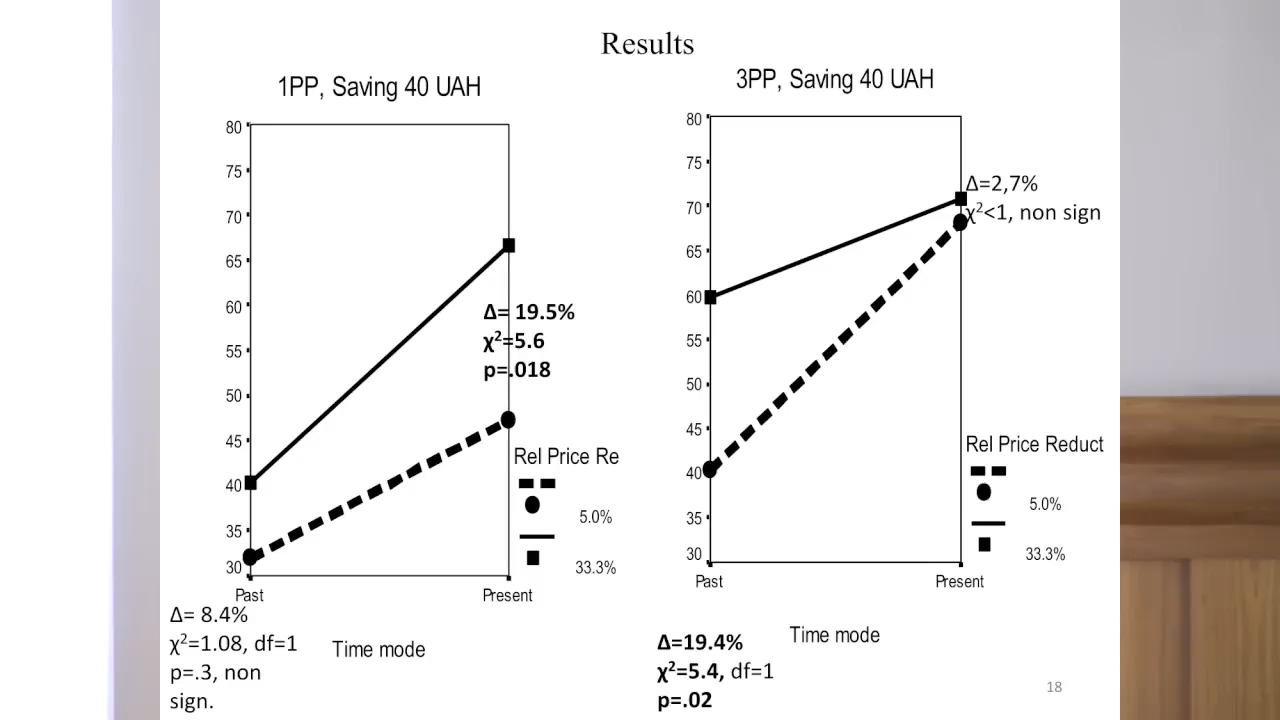 Results
1PP, Saving 40 UAH
80
75
70
65
60
55
50
45
40
35
30
Past
Present
Δ= 19.5%
χ²=5.6
p=.018
Rel Price Re
5.0%
33.3%
Δ= 8.4%
χ²=1.08, df=1
p=.3, non
sign.
Time mode
3PP, Saving 40 UAH
80
75
70
65
60
55
50
45
40
35
30
Past
Present
Δ=2,7%
χ²<1, non sign
Rel Price Reduct
5.0%
33.3%
Δ=19.4%
χ²=5.4, df=1
p=.02
Time mode
18